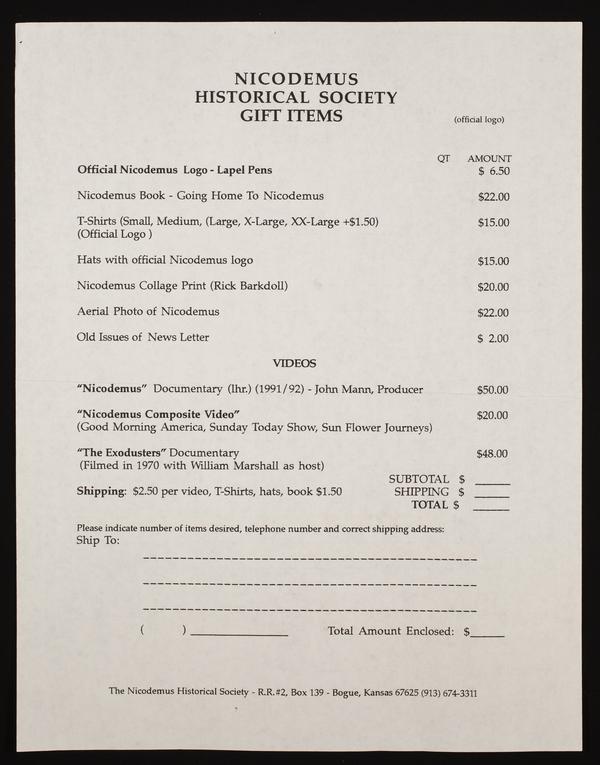 NICODEMUS
HISTORICAL SOCIETY
GIFT ITEMS
(official logo)
QT AMOUNT
Official Nicodemus Logo - Lapel Pens $ 6.50
Nicodemus Book - Going Home To Nicodemus $22.00
T-Shirts (Small, Medium, (Large, X-Large, XX-Large +$1.50) $15.00
(Official Logo )
Hats with official Nicodemus logo $15.00
Nicodemus Collage Print (Rick Barkdoll) $20.00
Aerial Photo of Nicodemus $22.00
Old Issues of News Letter $ 2.00
VIDEOS
"Nicodemus" Documentary (lhr.) (1991/92) - John Mann, Producer $50.00
"Nicodemus Composite Video" $20.00
(Good Morning America, Sunday Today Show, Sun Flower Journeys)
"The Exodusters" Documentary $48.00
(Filmed in 1970 with William Marshall as host)
SUBTOTAL $ _____
Shipping: $2.50 per video, T-Shirts, hats, book $1.50 SHIPPING $ _____
TOTAL $ _____
Please indicate number of items desired, telephone number and correct shipping address:
Ship To:
( ) ______________ Total Amount Enclosed: $_____
The Nicodemus Historical Society - R.R.#2, Box 139 - Bogue, Kansas 67625 (913) 674-3311